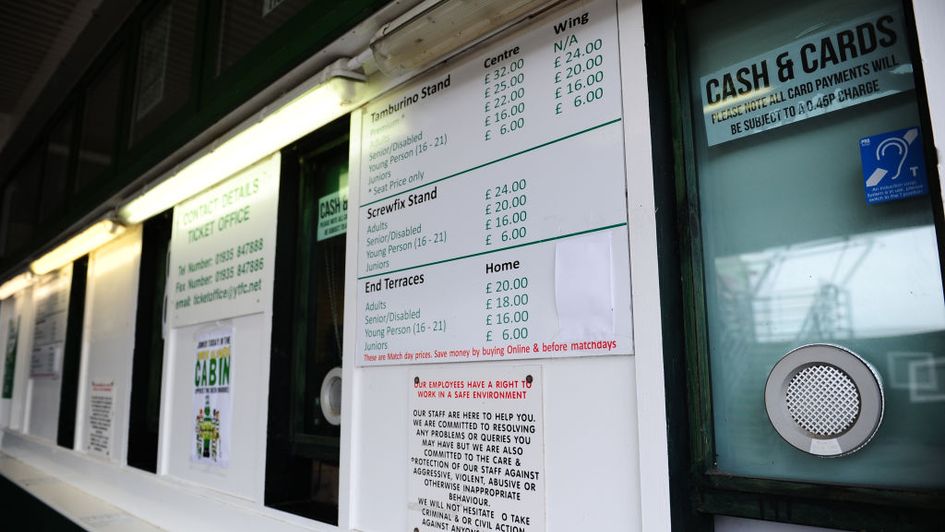 CONTACT DETAILS
TICKET OFFICE
Tel Number: 01935 847888
Fax Number: 01935 847886
email: ticketoffice@ytfc.net
CABIN
CASH &
Tamburino Stand Centre Wing
Premium * £ 32.00 N/A
Adults £ 25.00 £ 24.00
Senior/Disabled £ 22.00 £ 20.00
Young Person (16 - 21) £ 16.00 £ 16.00
Juniors £ 6.00 £ 6.00
* Seat Price only
Screwfix Stand
Adults £ 24.00
Senior/Disabled £ 20.00
Young Person (16 - 21) £ 16.00
Juniors £ 6.00
End Terraces Home
Adults £ 20.00
Senior/Disabled £ 18.00
Young Person (16 - 21) £ 16.00
Juniors £ 6.00
These are Match day prices. Save money by buying Online & before matchdays
OUR EMPLOYEES HAVE A RIGHT TO
WORK IN A SAFE ENVIRONMENT
OUR STAFF ARE HERE TO HELP YOU.
WE ARE COMMITTED TO RESOLVING
ANY PROBLEMS OR QUERIES YOU
MAY HAVE BUT WE ARE ALSO
COMMITTED TO THE CARE &
PROTECTION OF OUR STAFF AGAINST
AGGRESSIVE, VIOLENT, ABUSIVE OR
OTHERWISE INAPPROPRIATE
BEHAVIOUR.
WE WILL NOT HESITATE O TAKE
CRIMINAL & OR CIVIL ACTION
AGAINST
CASH & CARDS
PLEASE NOTE ALL CARD PAYMENTS WILL
BE SUBJECT TO A 0.45P CHARGE
T